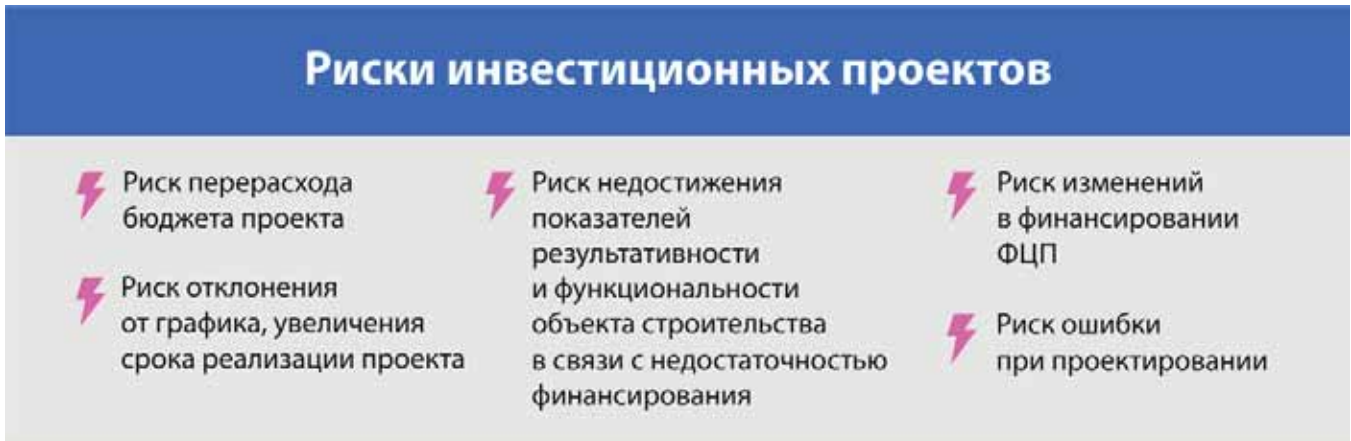 Риски инвестиционных проектов
Риск перерасхода
бюджета проекта
Риск отклонения
от графика, увеличения
срока реализации проекта
Риск недостижения
показателей
результативности
и функциональности
объекта строительства
в связи с недостаточностью
финансирования
Риск изменений
в финансировании
ФЦП
Риск ошибки
при проектировании